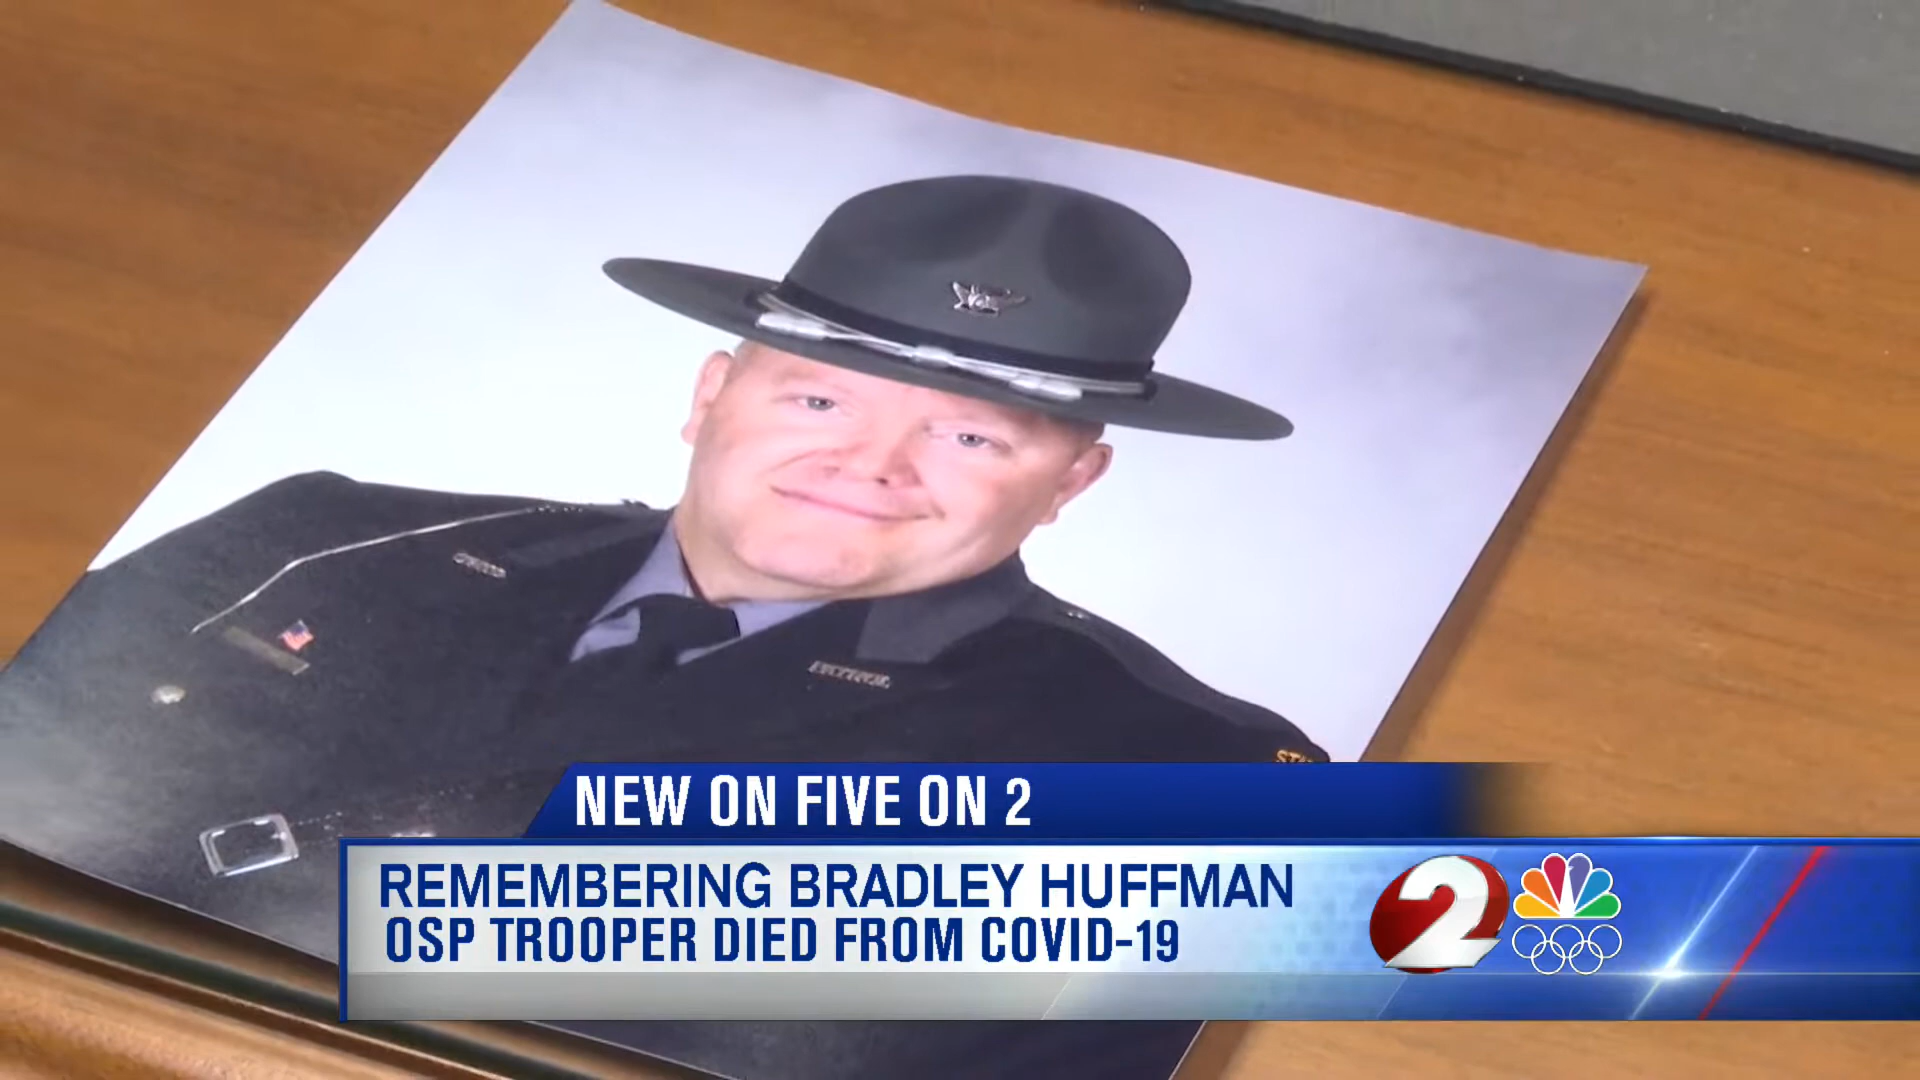 NEW ON FIVE ON 2
REMEMBERING BRADLEY HUFFMAN
OSP TROOPER DIED FROM COVID-19
2